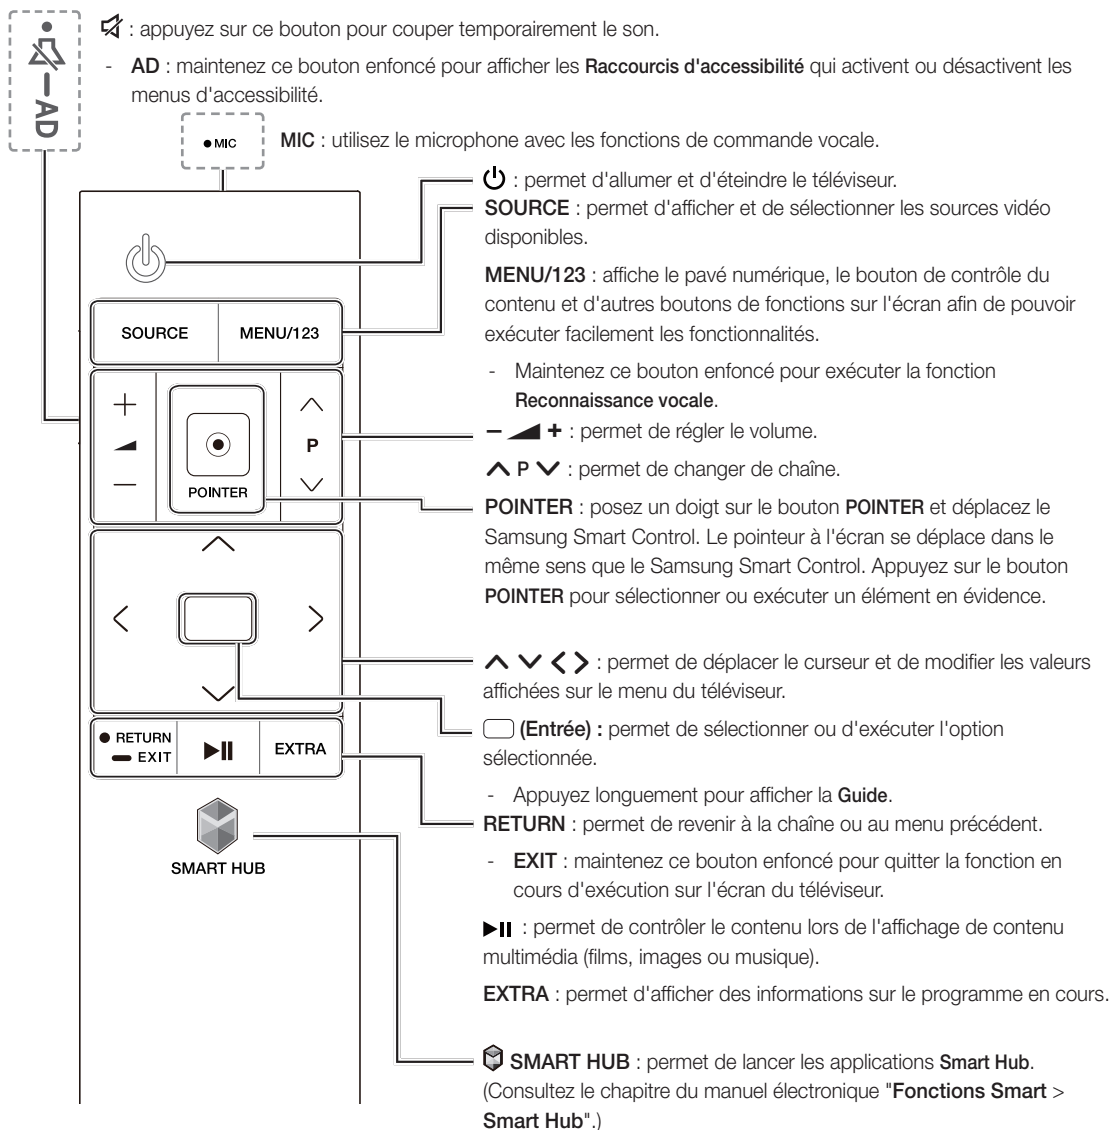 : appuyez sur ce bouton pour couper temporairement le son.
- AD : maintenez ce bouton enfoncé pour afficher les Raccourcis d'accessibilité qui activent ou désactivent les
menus d'accessibilité.
AD
MIC
MIC : utilisez le microphone avec les fonctions de commande vocale.
: permet d'allumer et d'éteindre le téléviseur.
SOURCE : permet d'afficher et de sélectionner les sources vidéo
disponibles.
MENU/123 : affiche le pavé numérique, le bouton de contrôle du
contenu et d'autres boutons de fonctions sur l'écran afin de pouvoir
exécuter facilement les fonctionnalités.
- Maintenez ce bouton enfoncé pour exécuter la fonction
Reconnaissance vocale.
− + : permet de régler le volume.
P : permet de changer de chaîne.
POINTER : posez un doigt sur le bouton POINTER et déplacez le
Samsung Smart Control. Le pointeur à l'écran se déplace dans le
même sens que le Samsung Smart Control. Appuyez sur le bouton
POINTER pour sélectionner ou exécuter un élément en évidence.
: permet de déplacer le curseur et de modifier les valeurs
affichées sur le menu du téléviseur.
(Entrée) : permet de sélectionner ou d'exécuter l'option
sélectionnée.
- Appuyez longuement pour afficher la Guide.
RETURN : permet de revenir à la chaîne ou au menu précédent.
- EXIT : maintenez ce bouton enfoncé pour quitter la fonction en
cours d'exécution sur l'écran du téléviseur.
: permet de contrôler le contenu lors de l'affichage de contenu
multimédia (films, images ou musique).
EXTRA : permet d'afficher des informations sur le programme en cours.
SMART HUB : permet de lancer les applications Smart Hub.
(Consultez le chapitre du manuel électronique "Fonctions Smart >
Smart Hub".)
SOURCE
MENU/123
P
POINTER
RETURN
EXIT
EXTRA
SMART HUB